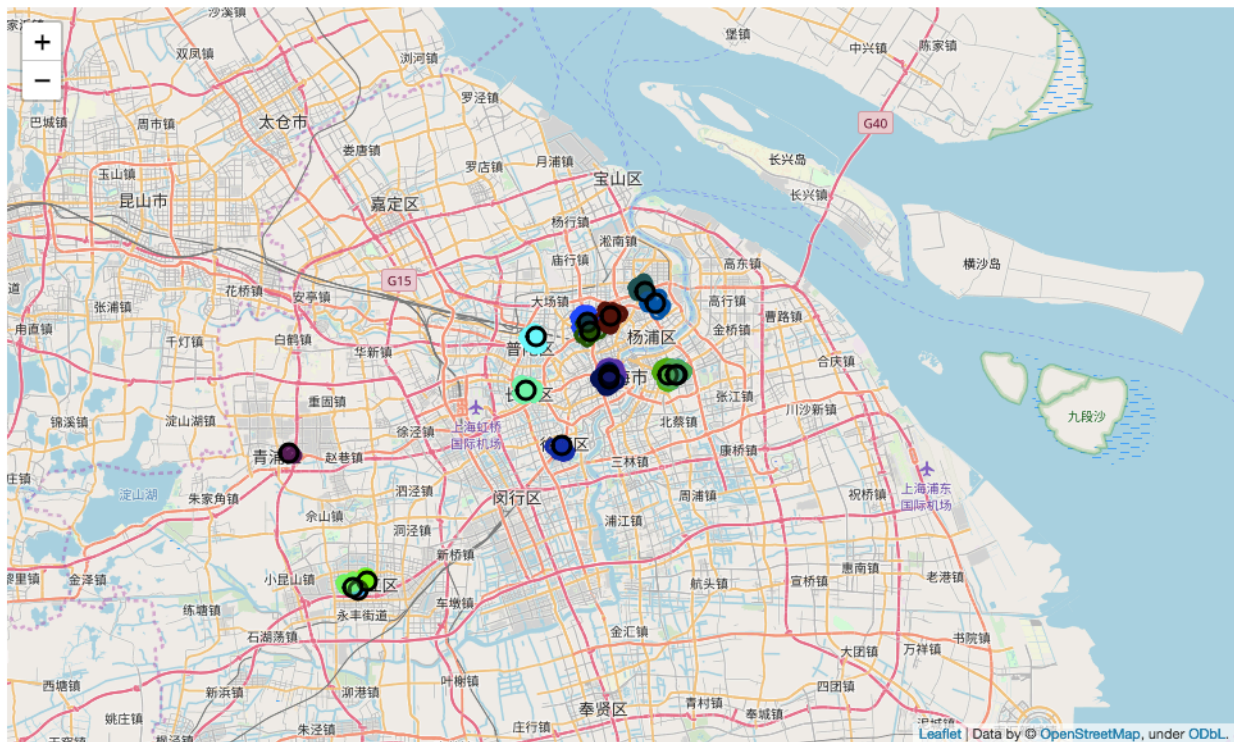 沙溪镇
+
−
双凤镇
浏河镇
堡镇
中兴镇
陈家镇
巴城镇
周市镇
太仓市
罗泾镇
G40
娄唐镇
罗店镇
月浦镇
长兴岛
玉山镇
昆山市
宝山区
长兴镇
嘉定区
杨行镇
淞南镇
庙行镇
高东镇
横沙岛
G15
花桥镇
安亭镇
张浦镇
大场镇
高行镇
曹路镇
甪直镇
千灯镇
白鹤镇
华新镇
杨浦区
金桥镇
合庆镇
张江镇
锦溪镇
淀山湖镇
重固镇
徐泾镇
上海虹桥
国际机场
北蔡镇
川沙新镇
九段沙
赵巷镇
三林镇
康桥镇
淀山湖
朱家角镇
泗泾镇
闵行区
周浦镇
祝桥镇
上海浦东
国际机场
佘山镇
洞泾镇
浦江镇
新桥镇
金泽镇
小昆山镇
航头镇
宣桥镇
惠南镇
老港镇
练塘镇
永丰街道
车墩镇
石湖荡镇
金汇镇
书院镇
大团镇
万祥镇
西塘镇
新浜镇
泖港镇
叶榭镇
四团镇
姚庄镇
朱泾镇
庄行镇
奉贤区
青村镇
奉城镇
Leaflet | Data by © OpenStreetMap, under ODbL.